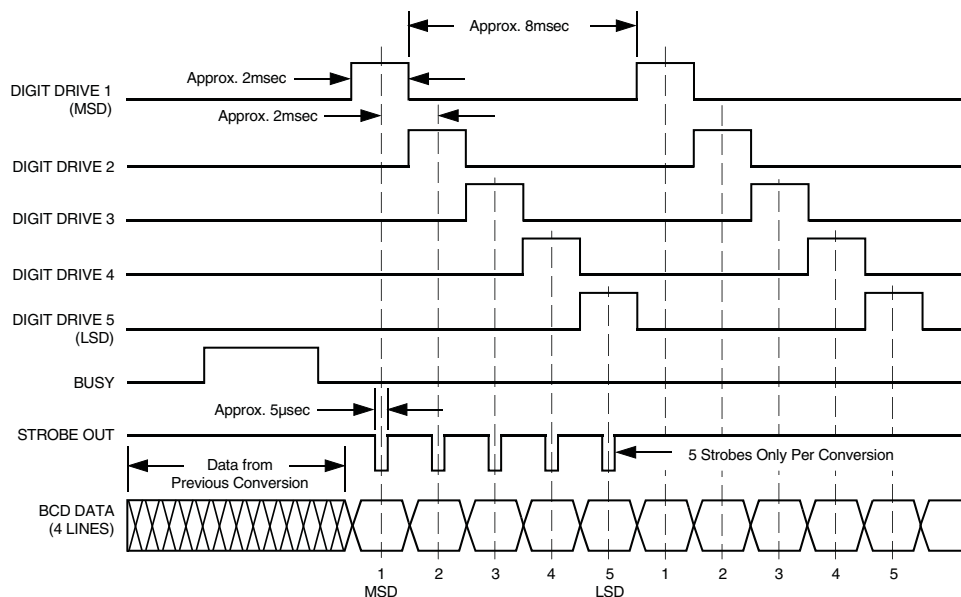 Approx. 8msec
Approx. 2msec
DIGIT DRIVE 1
(MSD)
Approx. 2msec
DIGIT DRIVE 2
DIGIT DRIVE 3
DIGIT DRIVE 4
DIGIT DRIVE 5
(LSD)
BUSY
Approx. 5µsec
STROBE OUT
5 Strobes Only Per Conversion
Data from
Previous Conversion
BCD DATA
(4 LINES)
1 2 3 4 5 1 2 3 4 5
MSD LSD